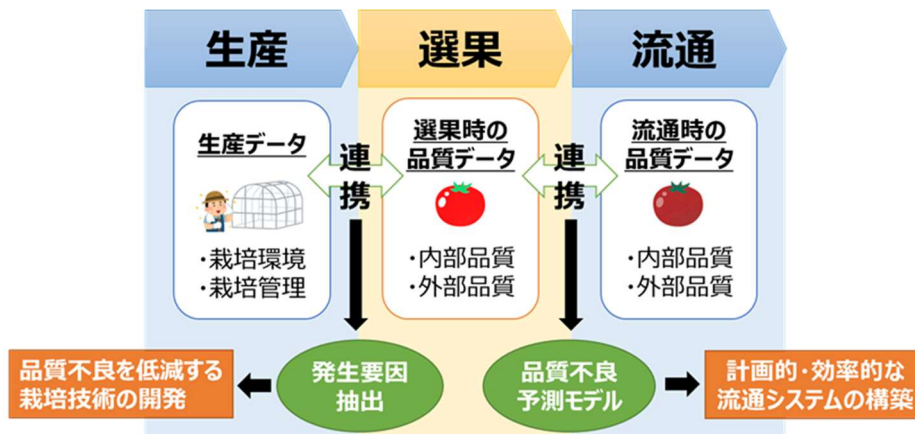 生産
選果
流通
生産データ
・栽培環境
・栽培管理
連
携
選果時の
品質データ
・内部品質
・外部品質
連
携
流通時の
品質データ
・内部品質
・外部品質
品質不良を低減する
栽培技術の開発
発生要因
抽出
品質不良
予測モデル
計画的・効率的な
流通システムの構築